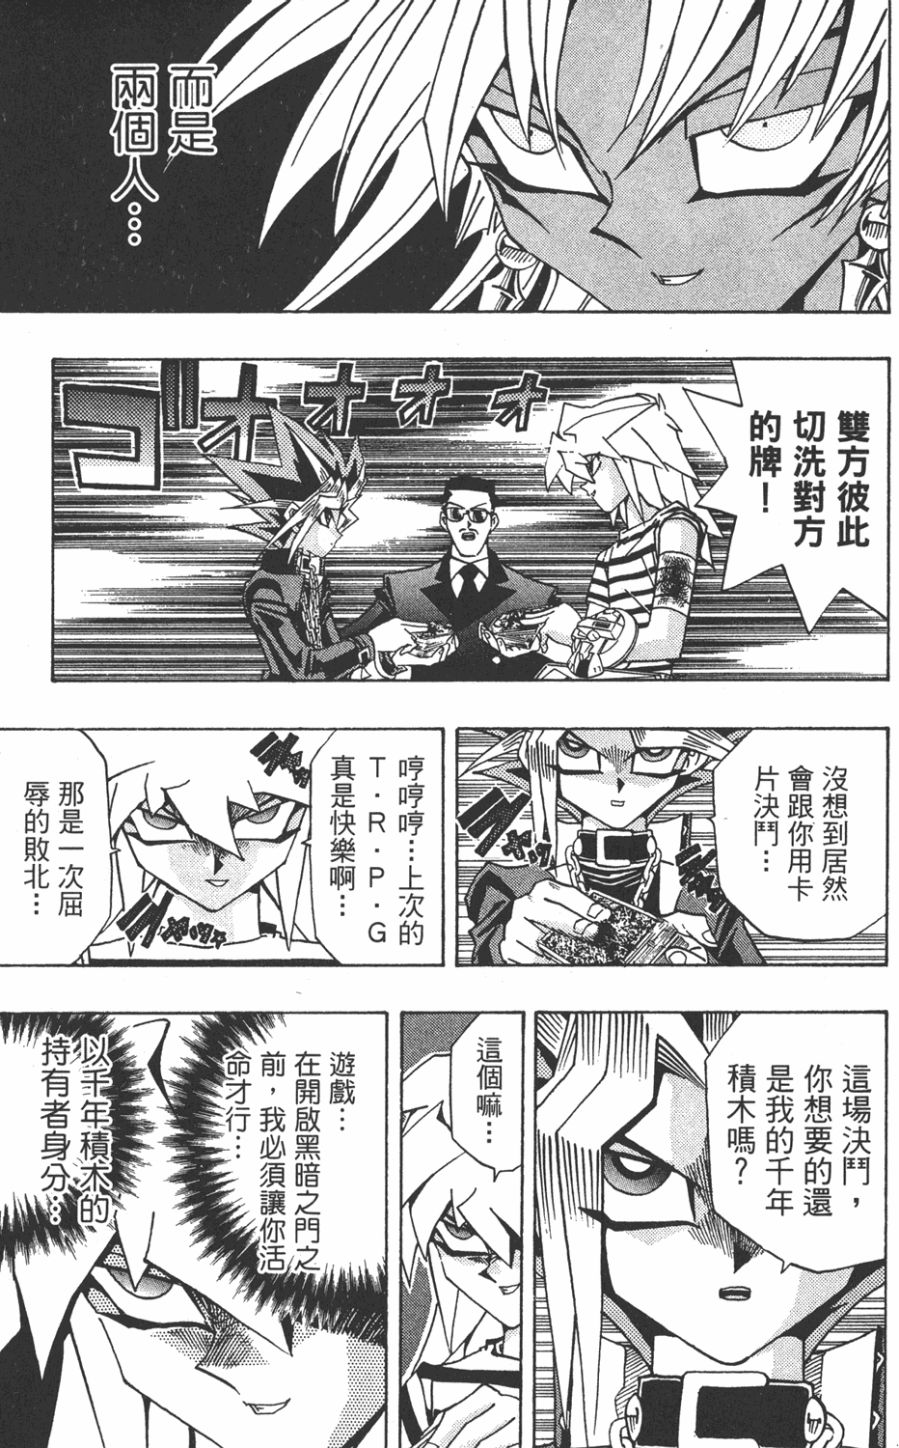 而是
兩個人…
雙方彼此
切洗對方
的牌！
ゴオオオオ
沒想到居然
會跟你用卡
片決鬥…
哼哼哼…上次的
T・R・P・G
真是快樂啊…
那是一次屈
辱的敗北…
這場決鬥，
你想要的還
是我的千年
積木嗎？
這個嘛…
遊戲…
在開啟黑暗之門之
前，我必須讓你活
命才行…
以千年積木的
持有者身分…